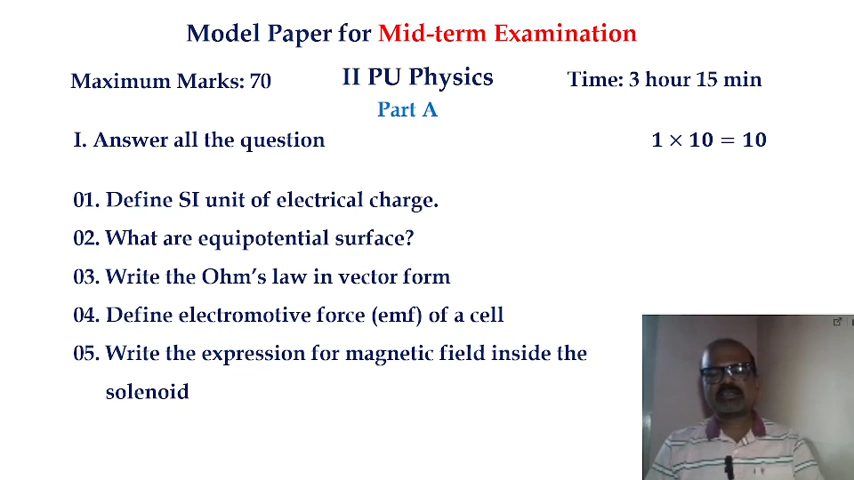 Model Paper for Mid-term Examination
Maximum Marks: 70 II PU Physics Time: 3 hour 15 min
Part A
I. Answer all the question 1 × 10 = 10
01. Define SI unit of electrical charge.
02. What are equipotential surface?
03. Write the Ohm's law in vector form
04. Define electromotive force (emf) of a cell
05. Write the expression for magnetic field inside the
solenoid